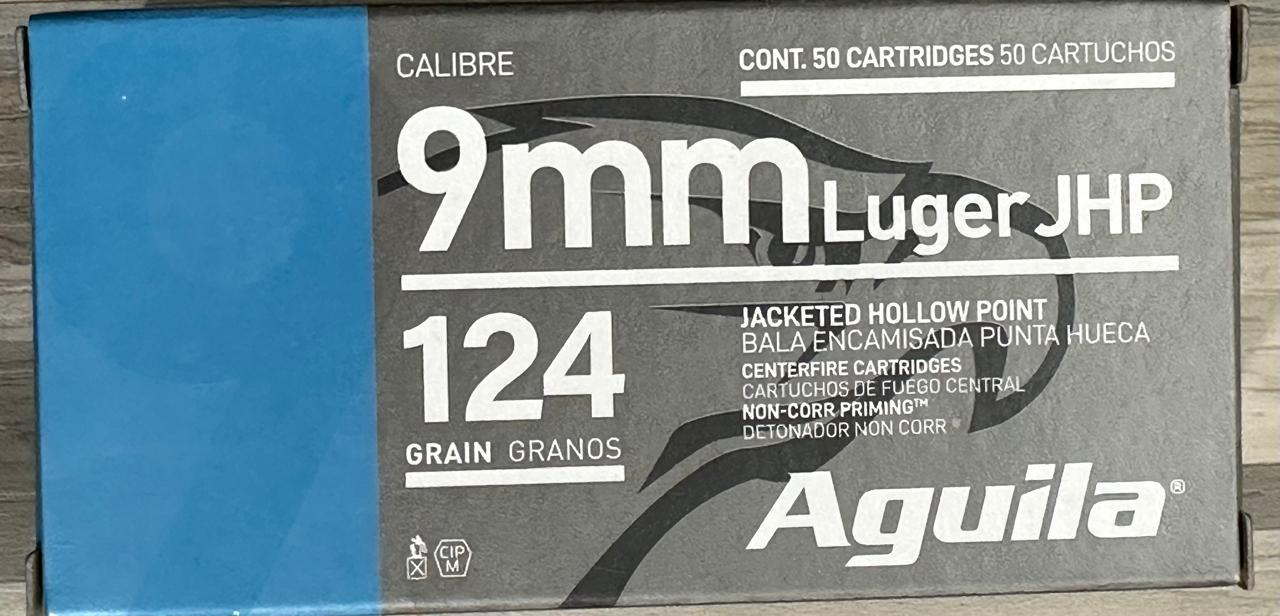 CALIBRE
CONT. 50 CARTRIDGES 50 CARTUCHOS
9mm Luger JHP
124
GRAIN GRANOS
JACKETED HOLLOW POINT
BALA ENCAMISADA PUNTA HUECA
CENTERFIRE CARTRIDGES
CARTUCHOS DE FUEGO CENTRAL
NON-CORR PRIMING™
DETONADOR NON CORR
Aguila®
CIP
M